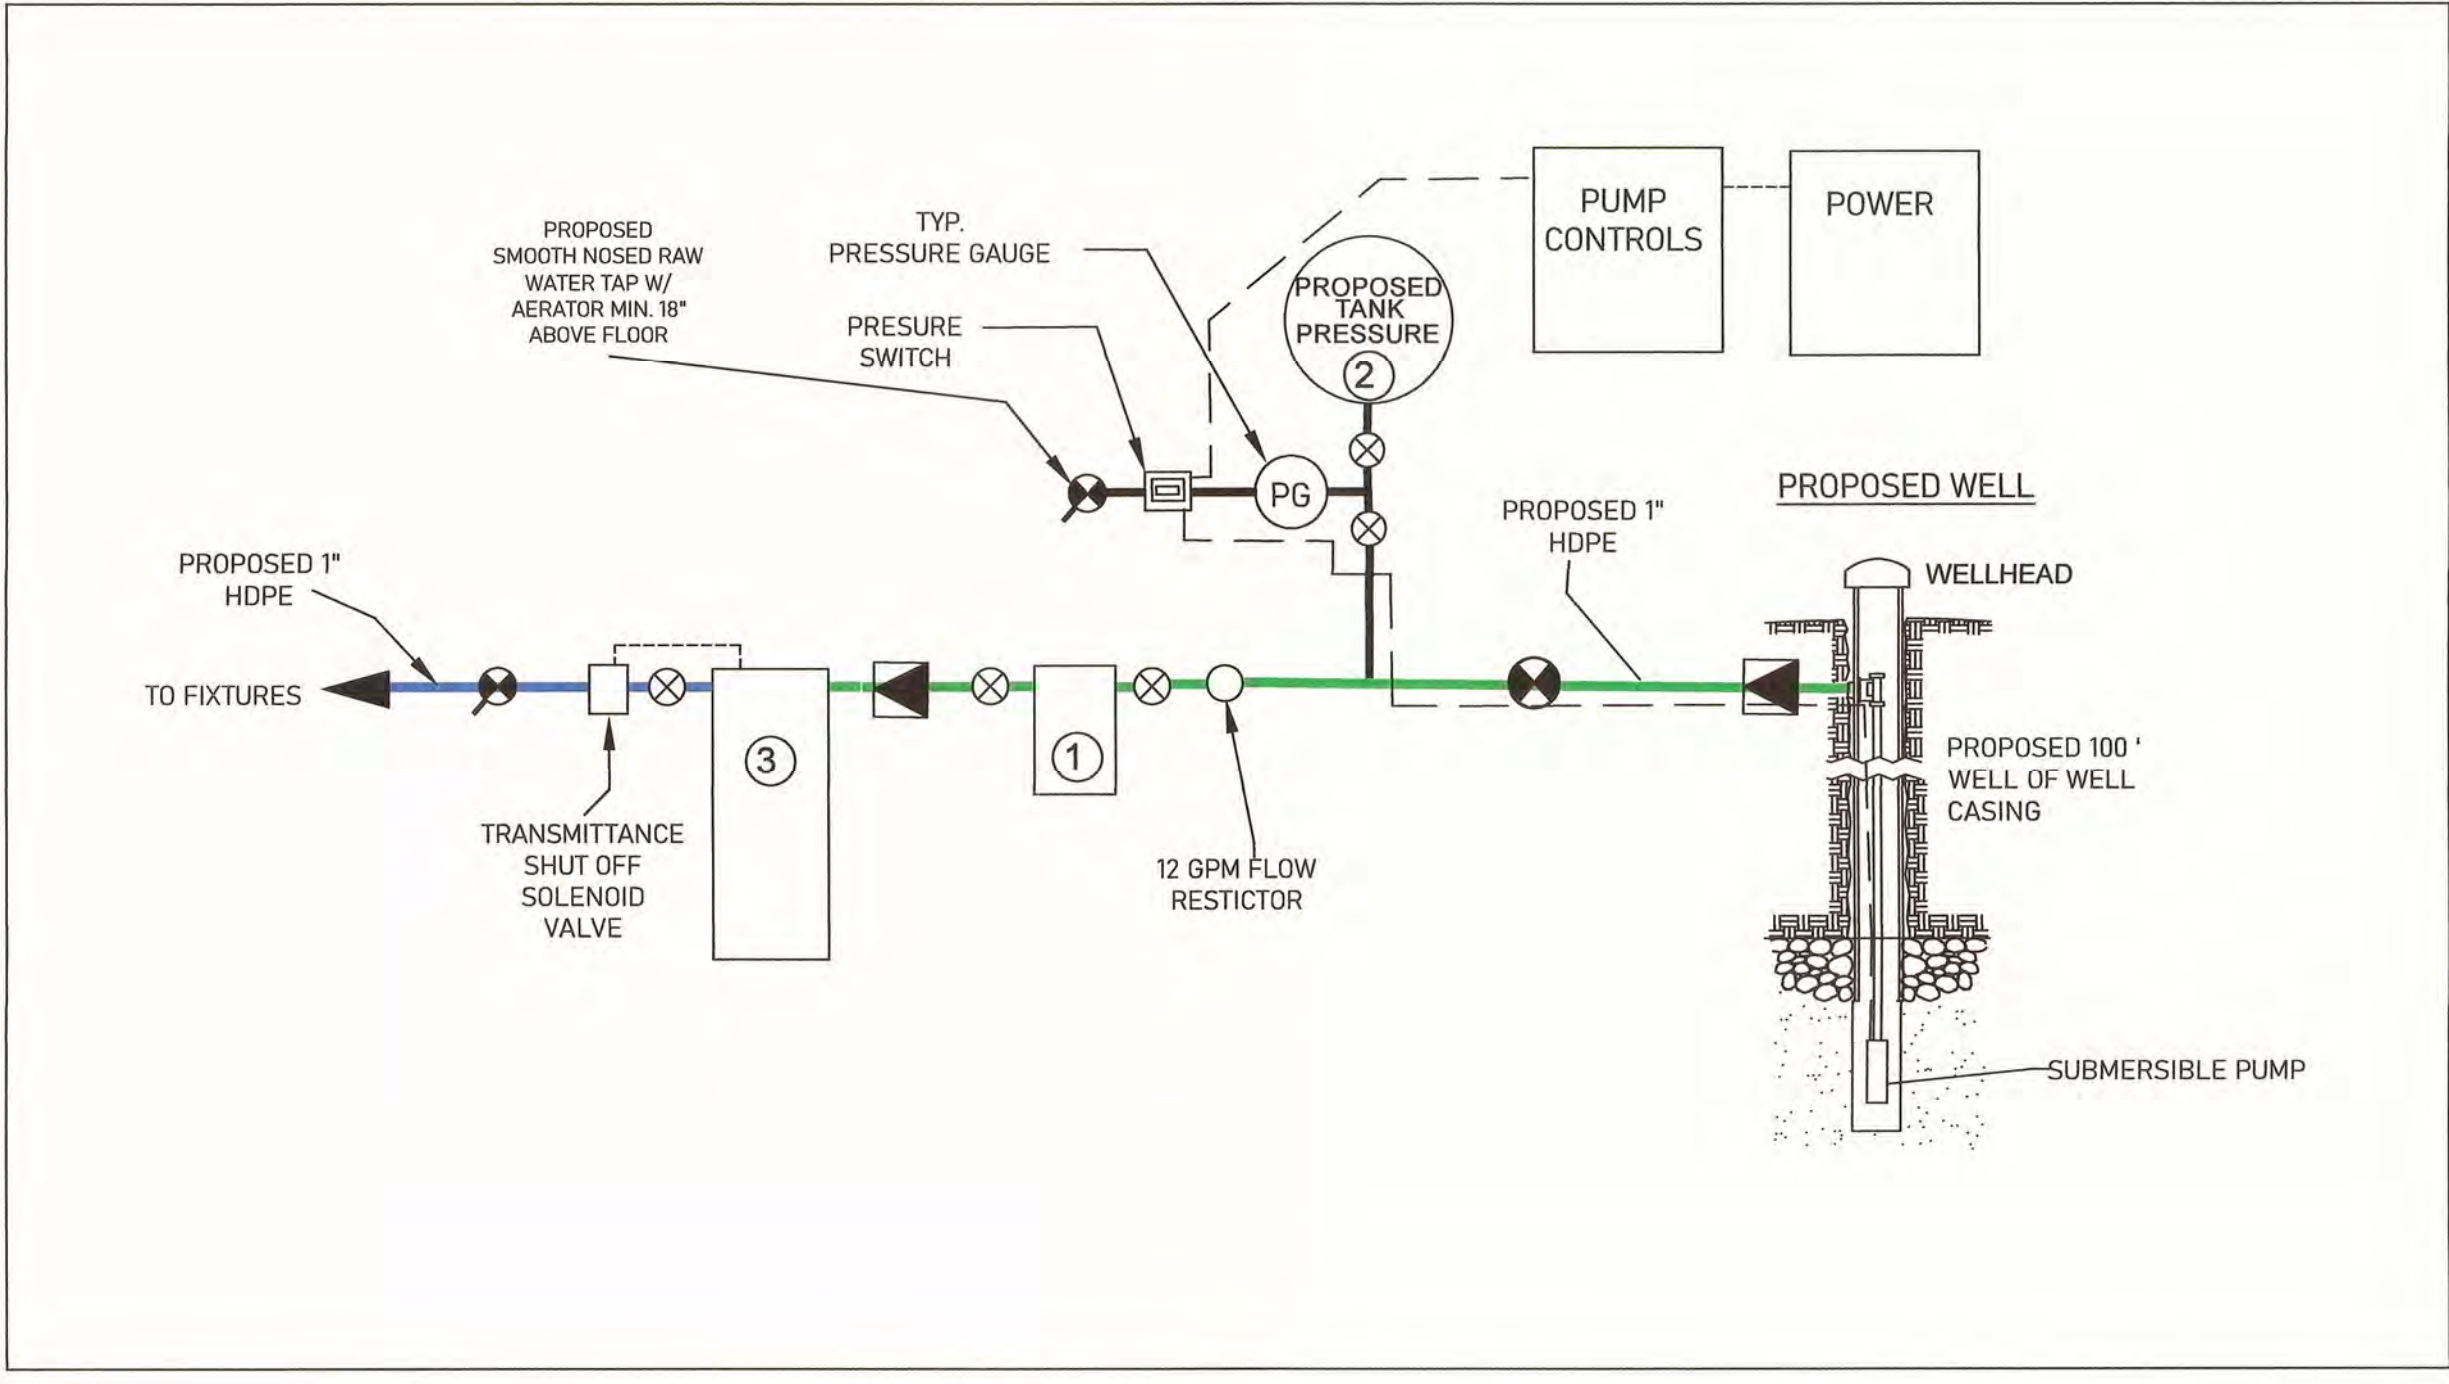 PUMP
CONTROLS
POWER
PROPOSED
SMOOTH NOSED RAW
WATER TAP W/
AERATOR MIN. 18"
ABOVE FLOOR
TYP.
PRESSURE GAUGE
PRESURE
SWITCH
PROPOSED
TANK
PRESSURE
2
PG
PROPOSED WELL
PROPOSED 1"
HDPE
WELLHEAD
PROPOSED 1"
HDPE
TO FIXTURES
3
1
TRANSMITTANCE
SHUT OFF
SOLENOID
VALVE
12 GPM FLOW
RESTICTOR
PROPOSED 100 '
WELL OF WELL
CASING
SUBMERSIBLE PUMP